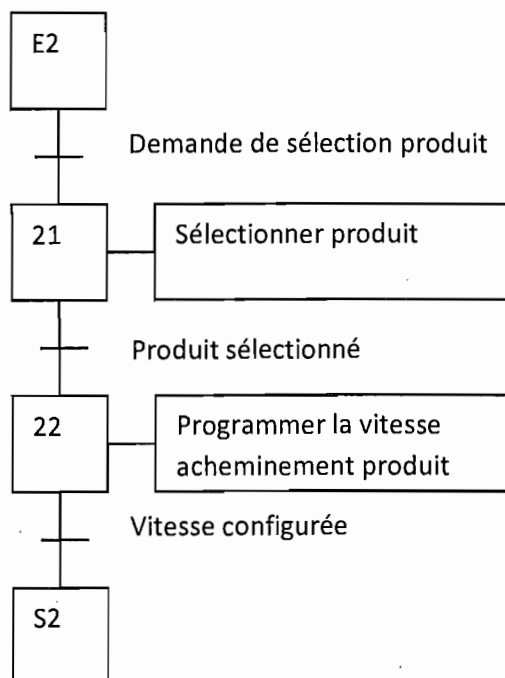 E2
Demande de sélection produit
21
Sélectionner produit
Produit sélectionné
22
Programmer la vitesse
acheminement produit
Vitesse configurée
S2